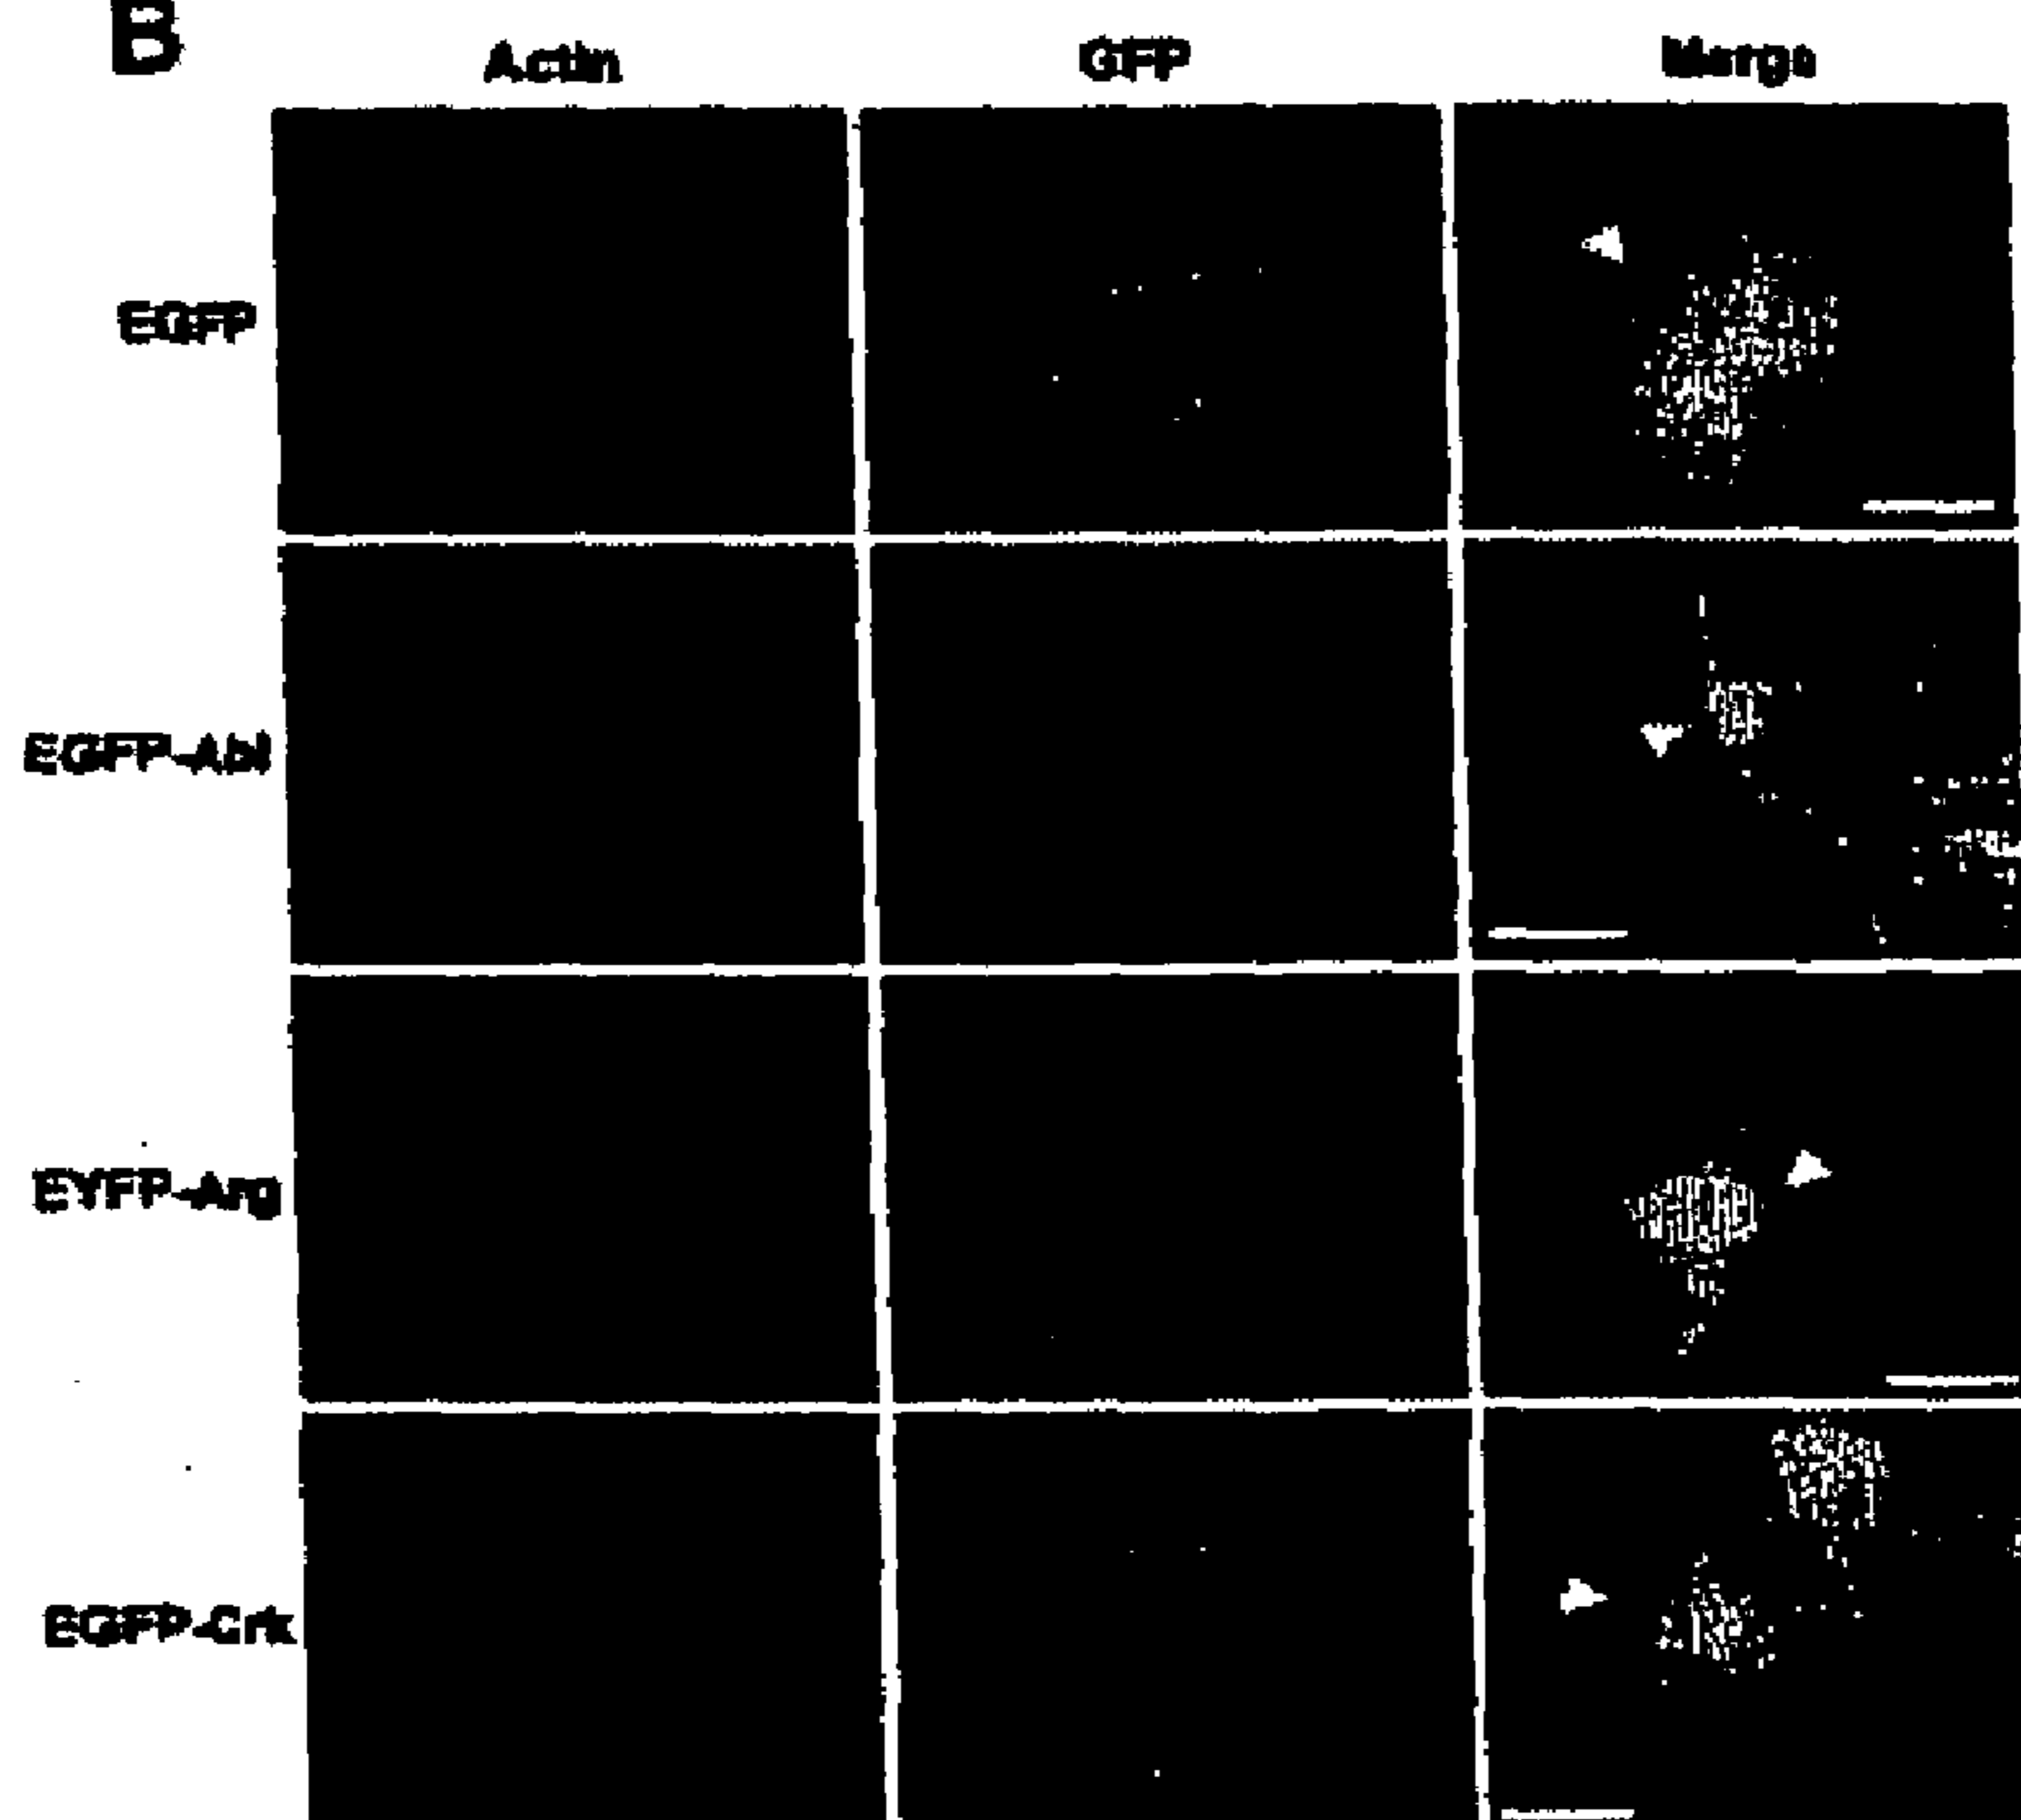 B
Actin GFP Merge
EGFP
EGFP-Abl
EYFP-Arg
EGFP-Crk